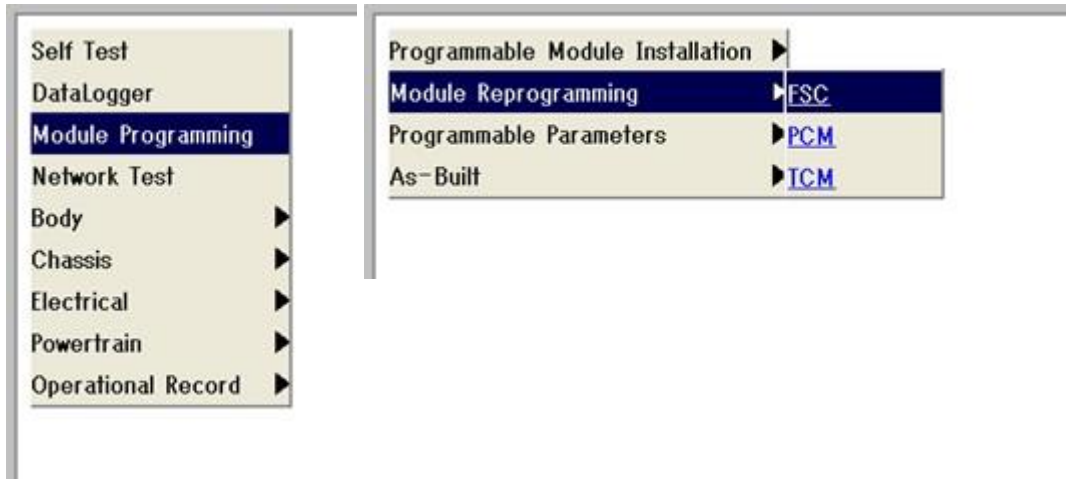 Self Test
DataLogger
Module Programming
Network Test
Body
Chassis
Electrical
Powertrain
Operational Record
Programmable Module Installation
Module Reprogramming
FSC
Programmable Parameters
PCM
As-Built
TCM